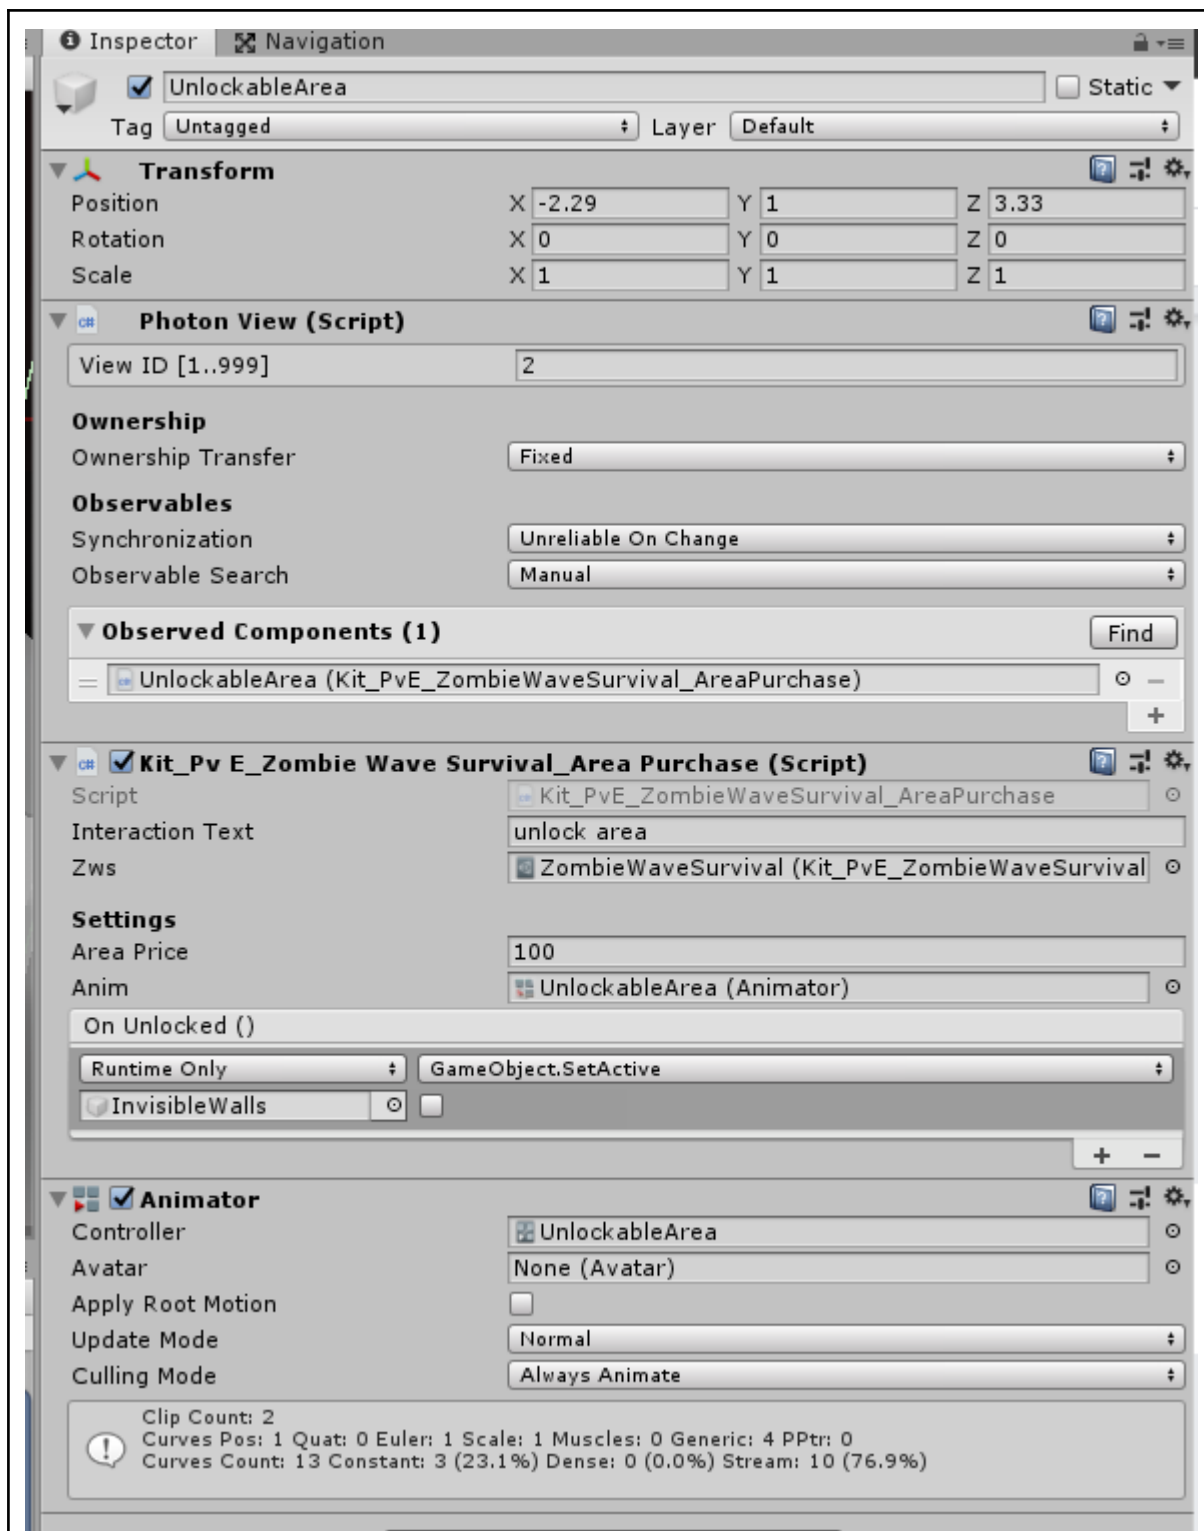 Inspector Navigation
UnlockableArea Static
Tag Untagged Layer Default
Transform
Position X -2.29 Y 1 Z 3.33
Rotation X 0 Y 0 Z 0
Scale X 1 Y 1 Z 1
C# Photon View (Script)
View ID [1..999] 2
Ownership
Ownership Transfer Fixed
Observables
Synchronization Unreliable On Change
Observable Search Manual
Observed Components (1) Find
UnlockableArea (Kit_PvE_ZombieWaveSurvival_AreaPurchase)
C# Kit_Pv E_Zombie Wave Survival_Area Purchase (Script)
Script Kit_PvE_ZombieWaveSurvival_AreaPurchase
Interaction Text unlock area
Zws ZombieWaveSurvival (Kit_PvE_ZombieWaveSurvival
Settings
Area Price 100
Anim UnlockableArea (Animator)
On Unlocked ()
Runtime Only GameObject.SetActive
InvisibleWalls
Animator
Controller UnlockableArea
Avatar None (Avatar)
Apply Root Motion
Update Mode Normal
Culling Mode Always Animate
Clip Count: 2
Curves Pos: 1 Quat: 0 Euler: 1 Scale: 1 Muscles: 0 Generic: 4 PPtr: 0
Curves Count: 13 Constant: 3 (23.1%) Dense: 0 (0.0%) Stream: 10 (76.9%)